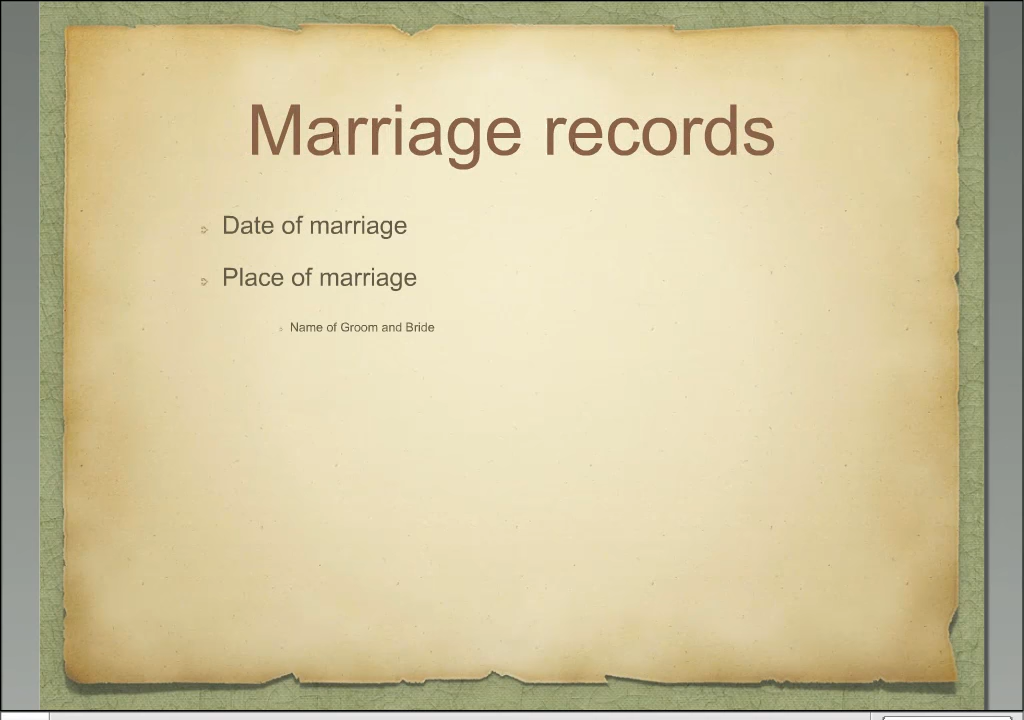 Marriage records
Date of marriage
Place of marriage
Name of Groom and Bride